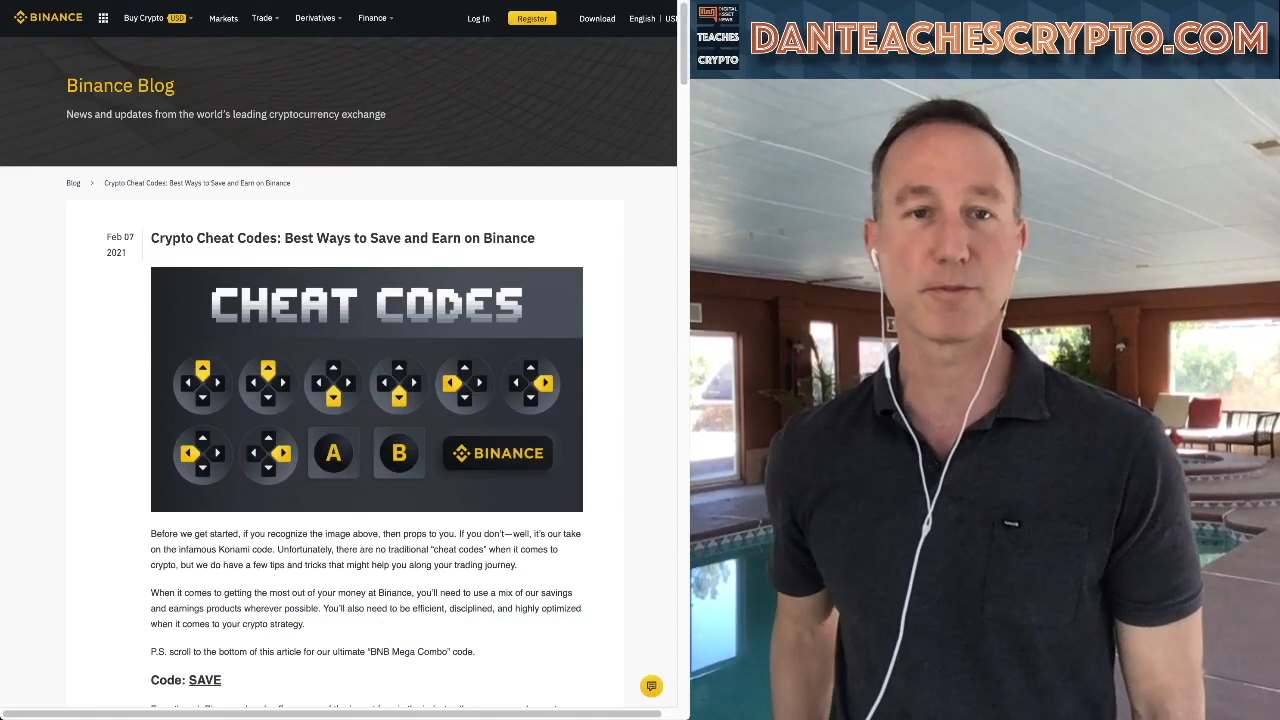 BINANCE
Buy Crypto USD
Markets
Trade
Derivatives
Finance
Log In
Register
Download
English
Binance Blog
News and updates from the world's leading cryptocurrency exchange
Blog > Crypto Cheat Codes: Best Ways to Save and Earn on Binance
Feb 07
2021
Crypto Cheat Codes: Best Ways to Save and Earn on Binance
CHEAT CODES
A B BINANCE
Before we get started, if you recognize the image above, then props to you. If you don't—well, it's our take
on the infamous Konami code. Unfortunately, there are no traditional "cheat codes" when it comes to
crypto, but we do have a few tips and tricks that might help you along your trading journey.
When it comes to getting the most out of your money at Binance, you'll need to use a mix of our savings
and earnings products wherever possible. You'll also need to be efficient, disciplined, and highly optimized
when it comes to your crypto strategy.
P.S. scroll to the bottom of this article for our ultimate "BNB Mega Combo" code.
Code: SAVE
DIGITAL
ASSET
NEWS
TEACHES
CRYPTO
DANTEACHESCRYPTO.COM